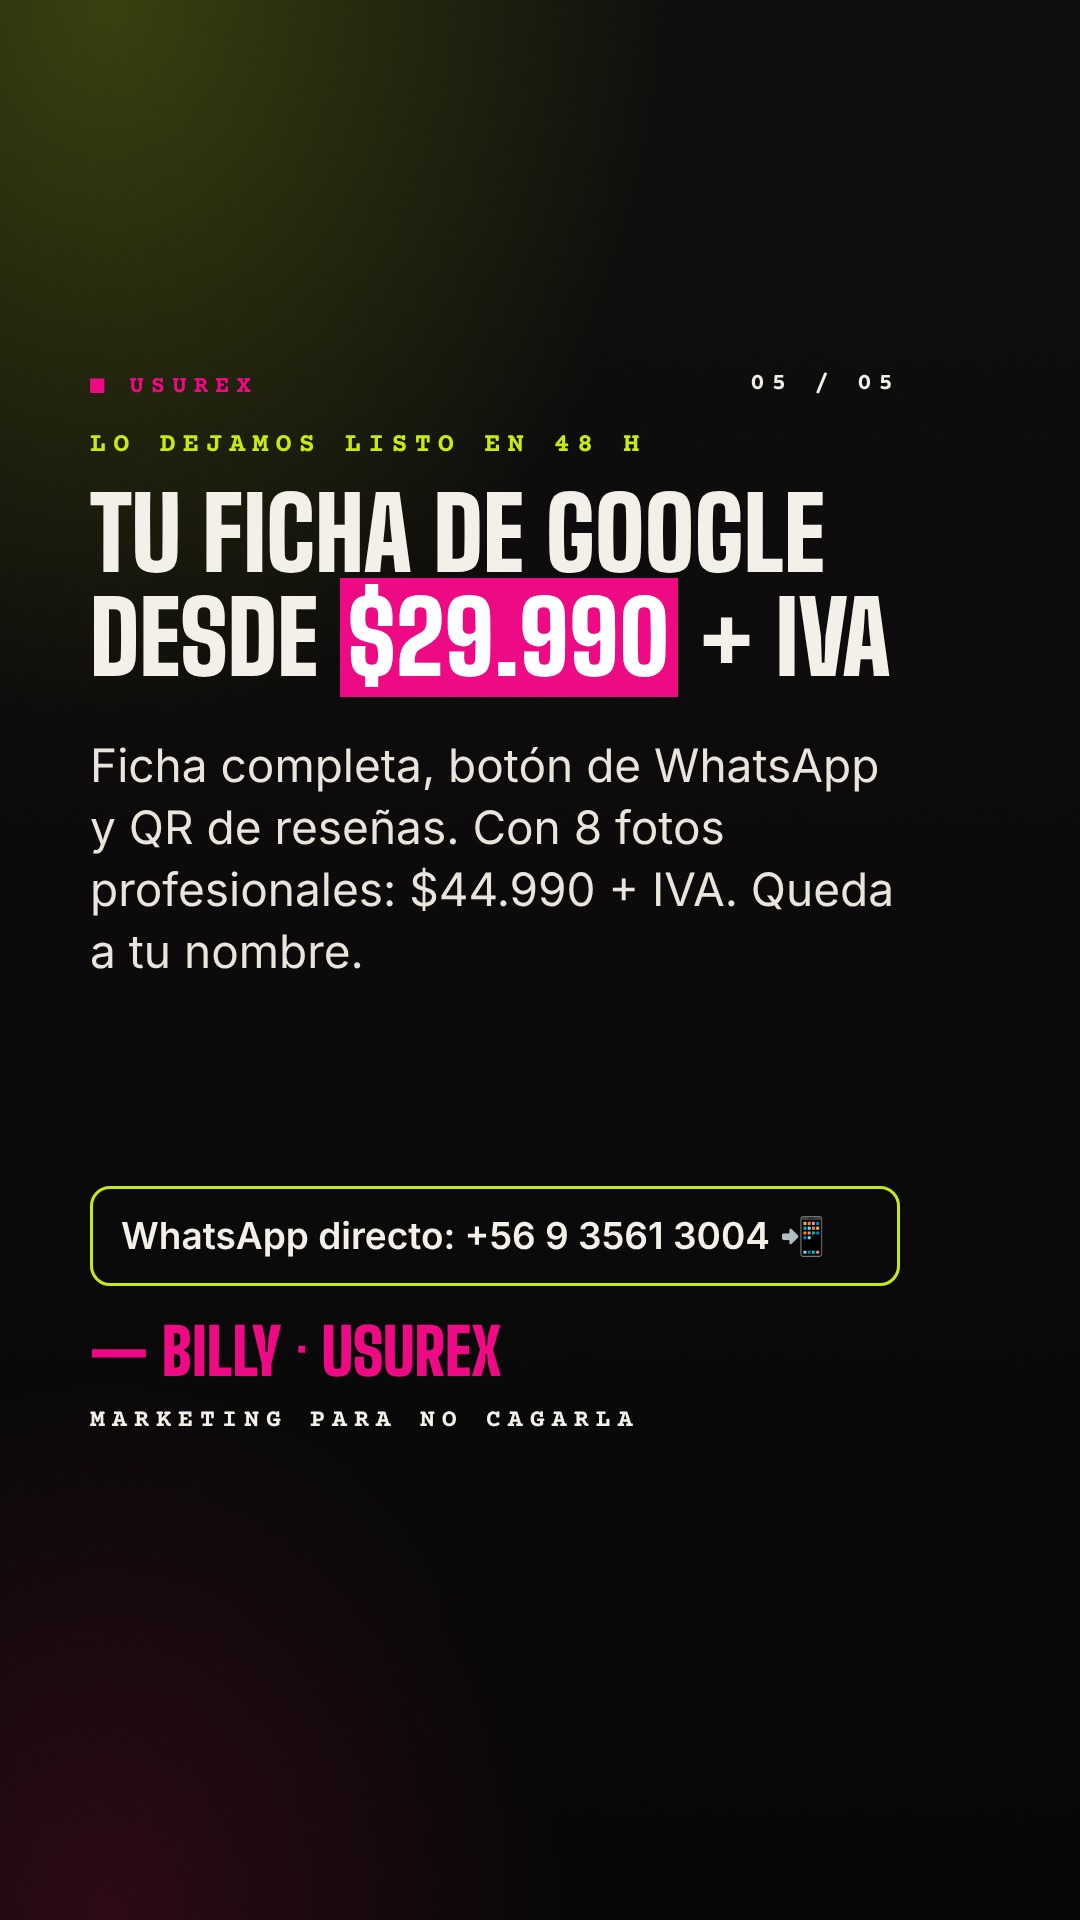 ■ USUREX
05 / 05
LO DEJAMOS LISTO EN 48 H
TU FICHA DE GOOGLE
DESDE $29.990 + IVA
Ficha completa, botón de WhatsApp
y QR de reseñas. Con 8 fotos
profesionales: $44.990 + IVA. Queda
a tu nombre.
WhatsApp directo: +56 9 3561 3004 📲
— BILLY · USUREX
MARKETING PARA NO CAGARLA